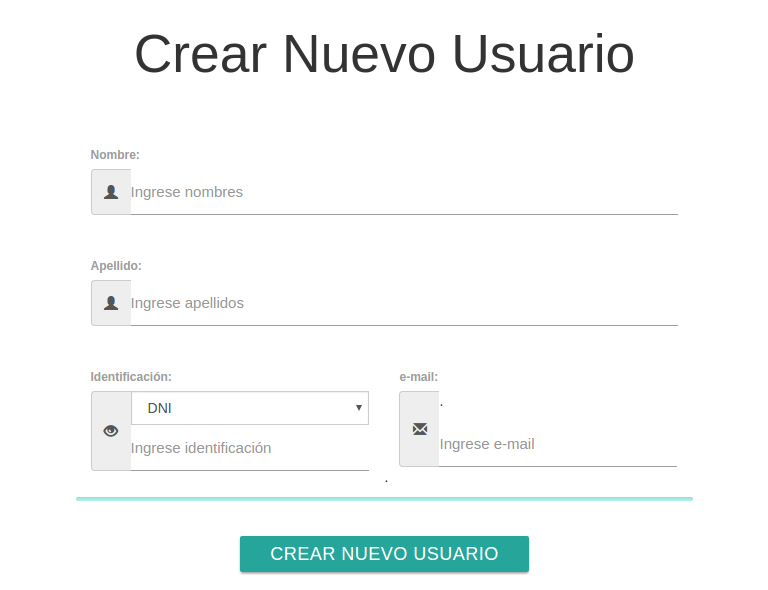 Crear Nuevo Usuario
Nombre:
Ingrese nombres
Apellido:
Ingrese apellidos
Identificación:
DNI
Ingrese identificación
e-mail:
.
Ingrese e-mail
.
CREAR NUEVO USUARIO